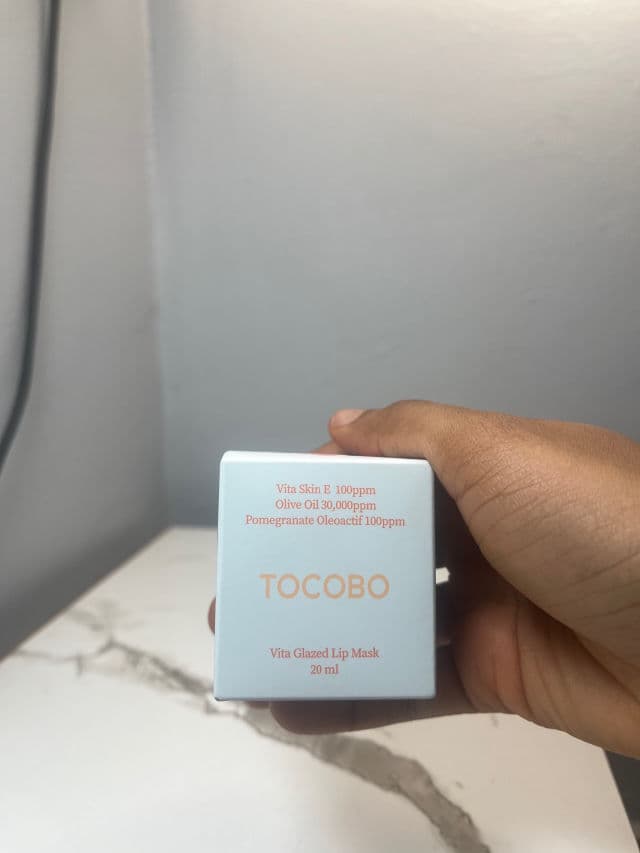 Vita Skin E 100ppm
Olive Oil 30,000ppm
Pomegranate Oleoactif 100ppm
TOCOBO
Vita Glazed Lip Mask
20 ml